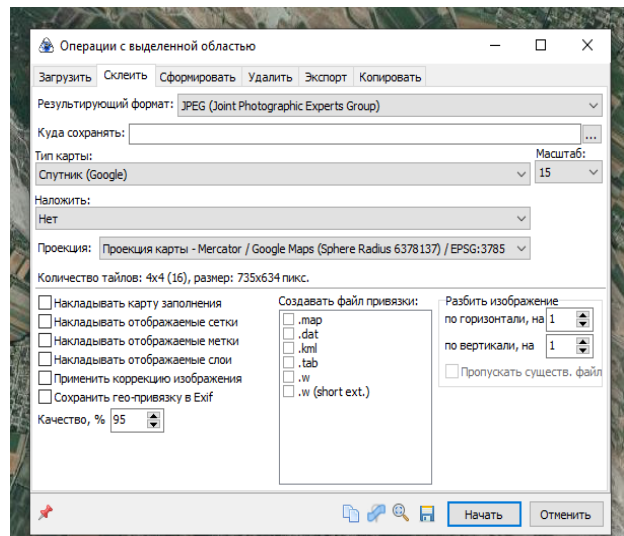 Операции с выделенной областью
Загрузить Склеить Сформировать Удалить Экспорт Копировать
Результирующий формат: JPEG (Joint Photographic Experts Group)
Куда сохранять: ...
Тип карты: Масштаб:
Спутник (Google) 15
Наложить:
Нет
Проекция: Проекция карты - Mercator / Google Maps (Sphere Radius 6378137) / EPSG:3785
Количество тайлов: 4x4 (16), размер: 735x634 пикс.
Накладывать карту заполнения
Накладывать отображаемые сетки
Накладывать отображаемые метки
Накладывать отображаемые слои
Применить коррекцию изображения
Сохранить гео-привязку в Exif
Качество, % 95
Создавать файл привязки:
.map
.dat
.kml
.tab
.w
.w (short ext.)
Разбить изображение
по горизонтали, на 1
по вертикали, на 1
Пропускать существ. файл
Начать Отменить